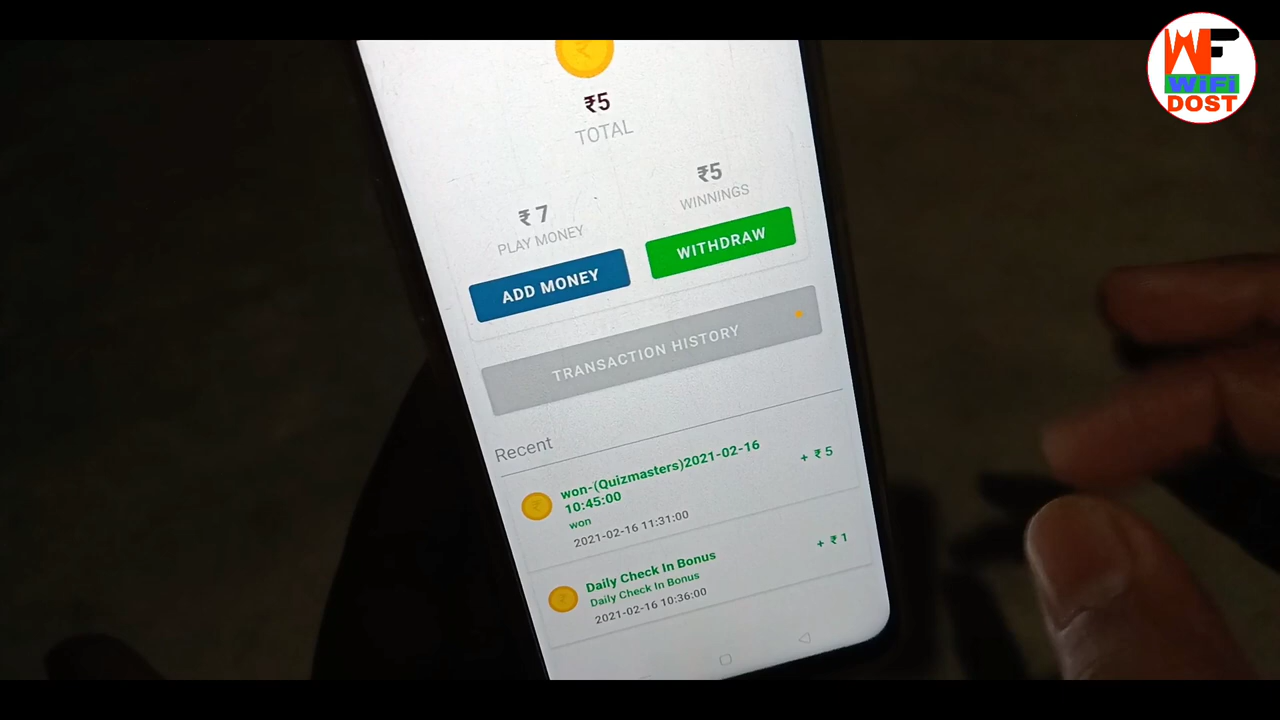 WF
WiFi
DOST
₹5
TOTAL
₹ 7
PLAY MONEY
₹5
WINNINGS
ADD MONEY
WITHDRAW
TRANSACTION HISTORY
Recent
won-(Quizmasters)2021-02-16
10:45:00
won
2021-02-16 11:31:00
+ ₹ 5
Daily Check In Bonus
Daily Check In Bonus
2021-02-16 10:36:00
+ ₹ 1